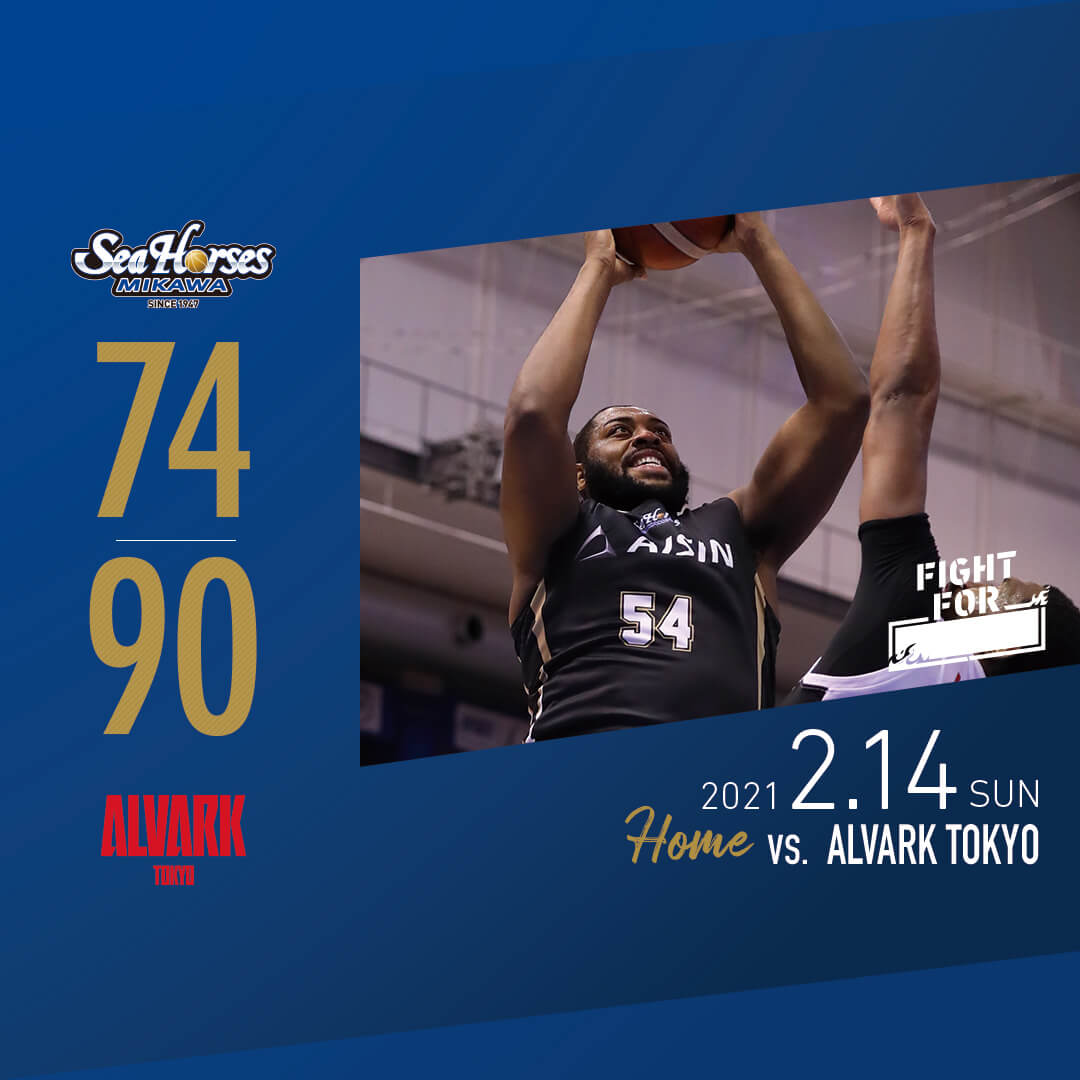 SeaHorses
MIKAWA
SINCE 1947
74
90
ALVARK
TOKYO
AISIN
54
FIGHT
FOR
2021 2.14 SUN
Home vs. ALVARK TOKYO